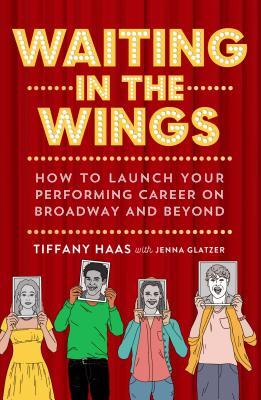 WAITING
IN THE
WINGS
HOW TO LAUNCH YOUR
PERFORMING CAREER ON
BROADWAY AND BEYOND
TIFFANY HAAS with JENNA GLATZER